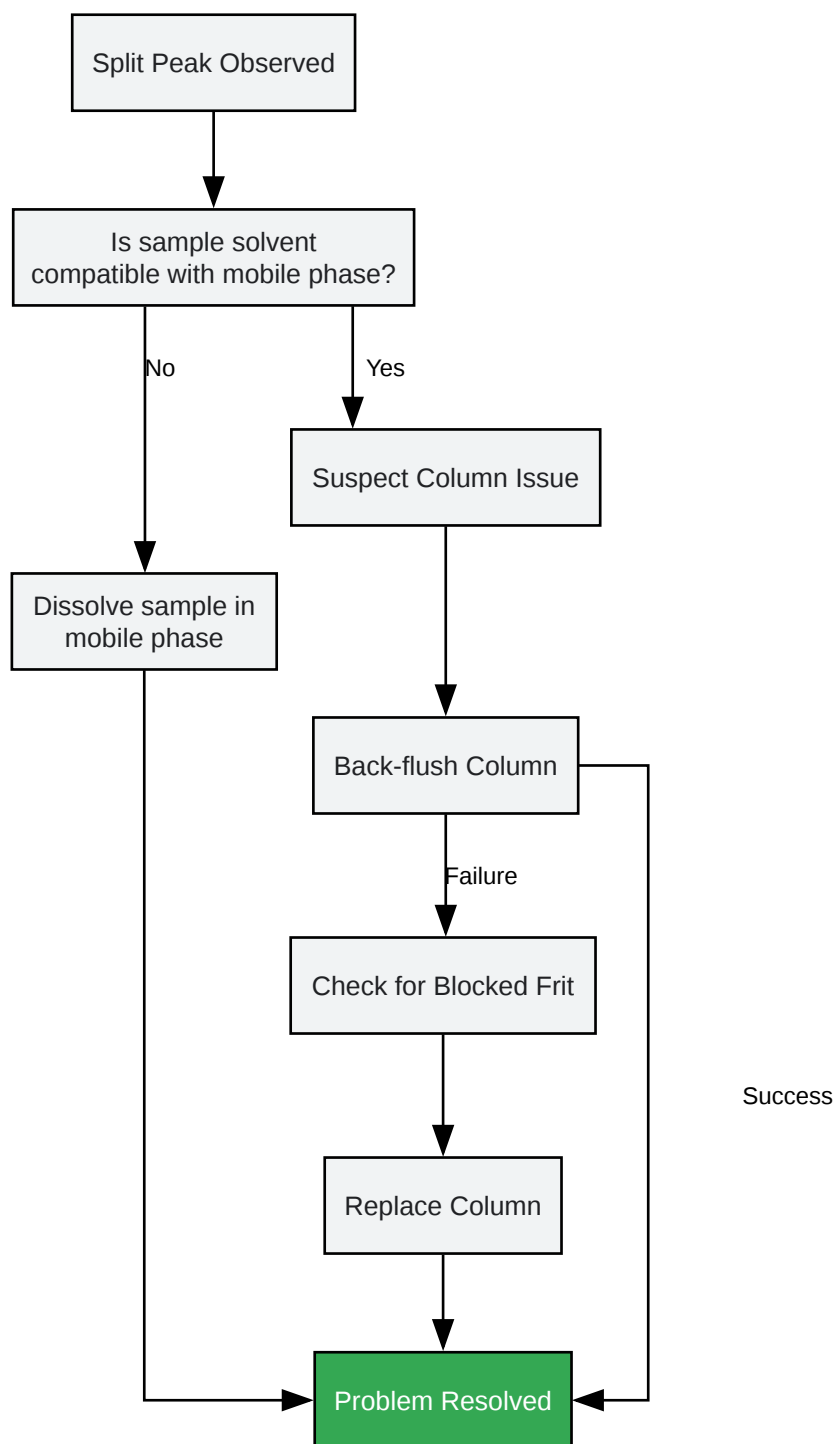 Split Peak Observed
Is sample solvent
compatible with mobile phase?
No
Yes
Suspect Column Issue
Dissolve sample in
mobile phase
Back-flush Column
Failure
Check for Blocked Frit
Success
Replace Column
Problem Resolved